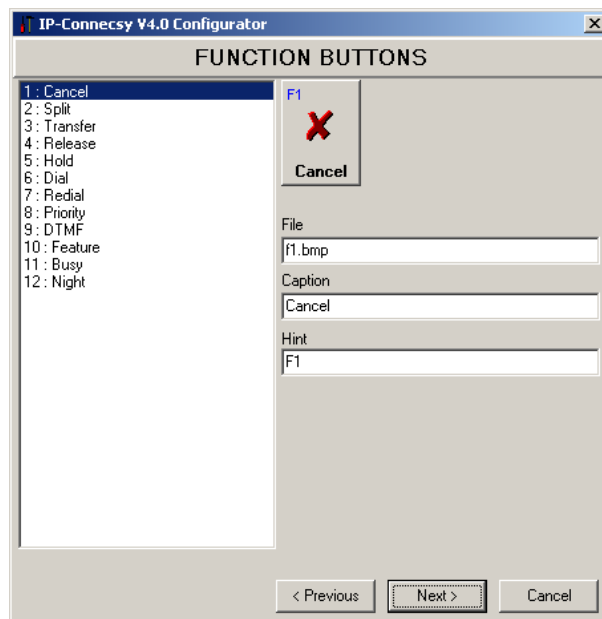 IP-Connecsy V4.0 Configurator
FUNCTION BUTTONS
1 : Cancel
2 : Split
3 : Transfer
4 : Release
5 : Hold
6 : Dial
7 : Redial
8 : Priority
9 : DTMF
10 : Feature
11 : Busy
12 : Night
F1
Cancel
File
f1.bmp
Caption
Cancel
Hint
F1
< Previous
Next >
Cancel